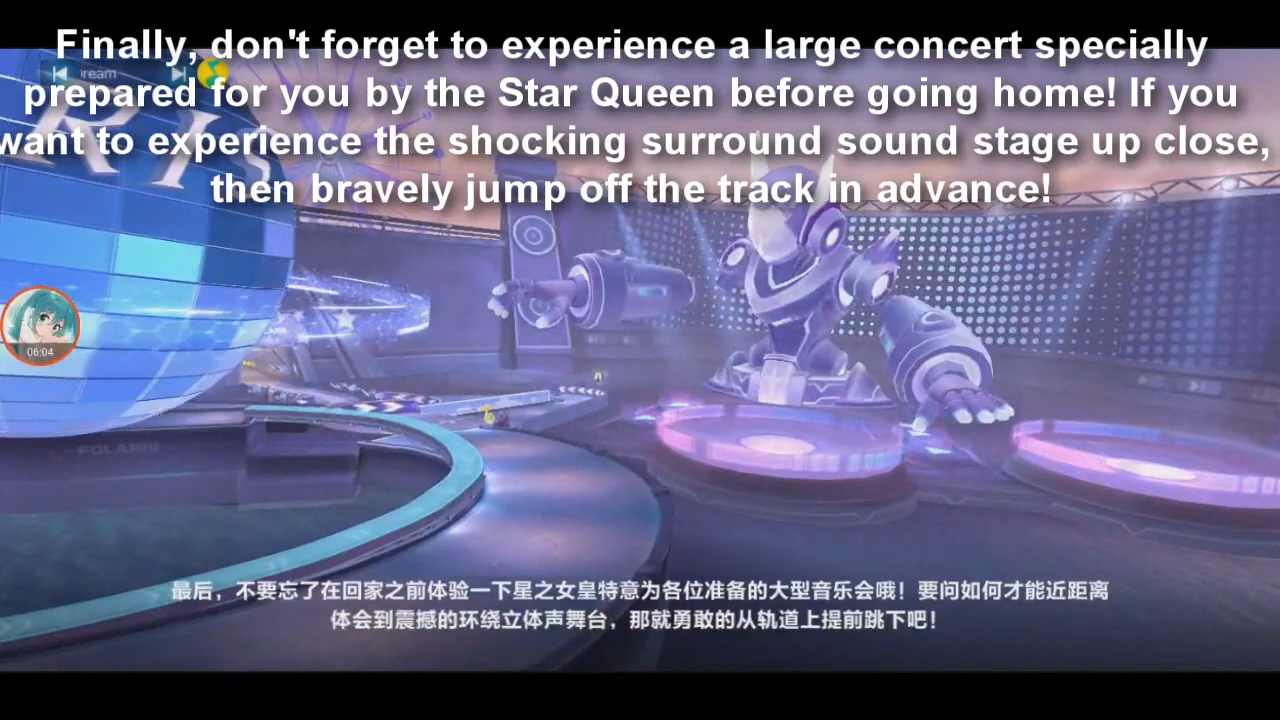 Finally, don't forget to experience a large concert specially
prepared for you by the Star Queen before going home! If you
want to experience the shocking surround sound stage up close,
then bravely jump off the track in advance!
ream
RIS
06:04
POLARIS
最后，不要忘了在回家之前体验一下星之女皇特意为各位准备的大型音乐会哦！要问如何才能近距离
体会到震撼的环绕立体声舞台，那就勇敢的从轨道上提前跳下吧！